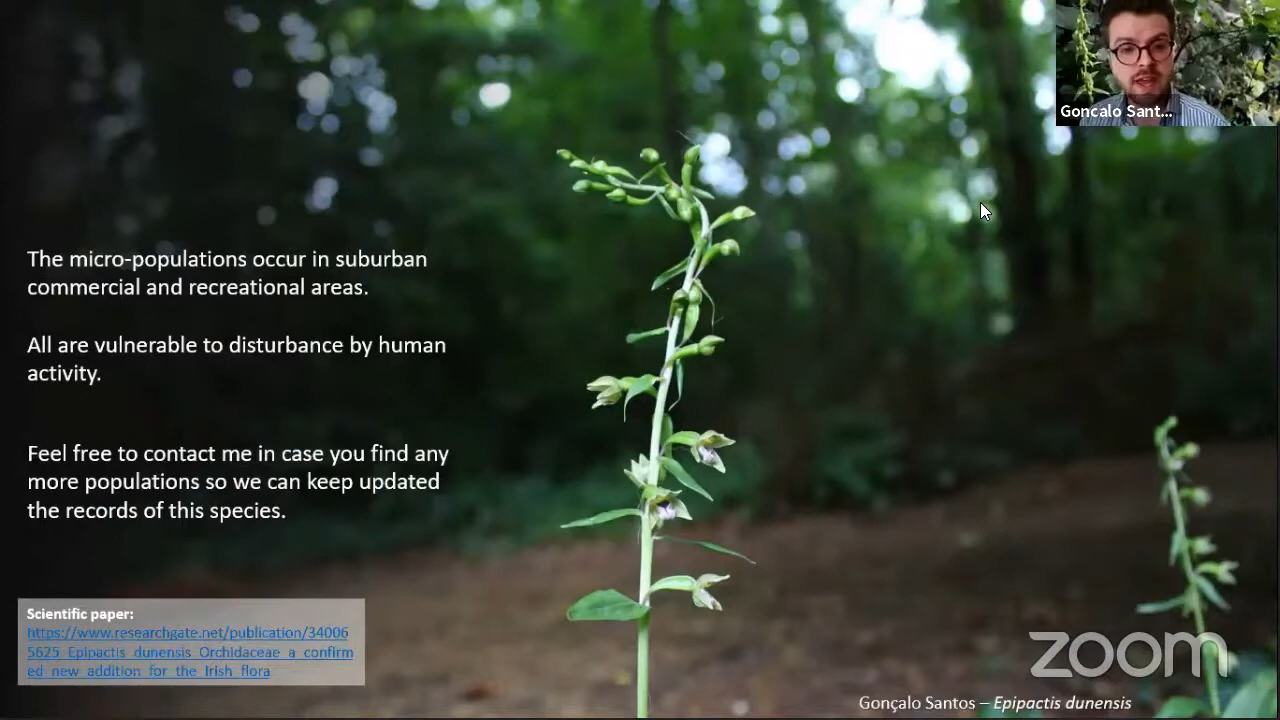 Goncalo Sant...
The micro-populations occur in suburban
commercial and recreational areas.
All are vulnerable to disturbance by human
activity.
Feel free to contact me in case you find any
more populations so we can keep updated
the records of this species.
Scientific paper:
https://www.researchgate.net/publication/34006
5625_Epipactis_dunensis_Orchidaceae_a_confirm
ed_new_addition_for_the_Irish_flora
zoom
Gonçalo Santos – Epipactis dunensis